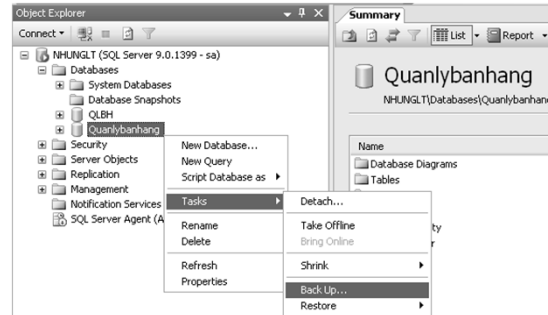 Object Explorer
Connect
NHUNGLT (SQL Server 9.0.1399 - sa)
Databases
System Databases
Database Snapshots
QLBH
Quanlybanhang
Security
Server Objects
Replication
Management
Notification Services
SQL Server Agent (A
New Database...
New Query
Script Database as
Tasks
Rename
Delete
Refresh
Properties
Detach...
Take Offline
Bring Online
Shrink
Back Up...
Restore
Summary
List
Report
Quanlybanhang
NHUNGLT\Databases\Quanlybanhan
Name
Database Diagrams
Tables
ty
r